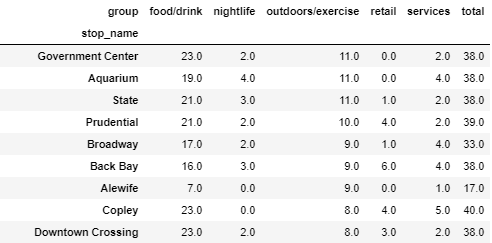 group food/drink nightlife outdoors/exercise retail services total
stop_name
Government Center 23.0 2.0 11.0 0.0 2.0 38.0
Aquarium 19.0 4.0 11.0 0.0 4.0 38.0
State 21.0 3.0 11.0 1.0 2.0 38.0
Prudential 21.0 2.0 10.0 4.0 2.0 39.0
Broadway 17.0 2.0 9.0 1.0 4.0 33.0
Back Bay 16.0 3.0 9.0 6.0 4.0 38.0
Alewife 7.0 0.0 9.0 0.0 1.0 17.0
Copley 23.0 0.0 8.0 4.0 5.0 40.0
Downtown Crossing 23.0 2.0 8.0 3.0 2.0 38.0